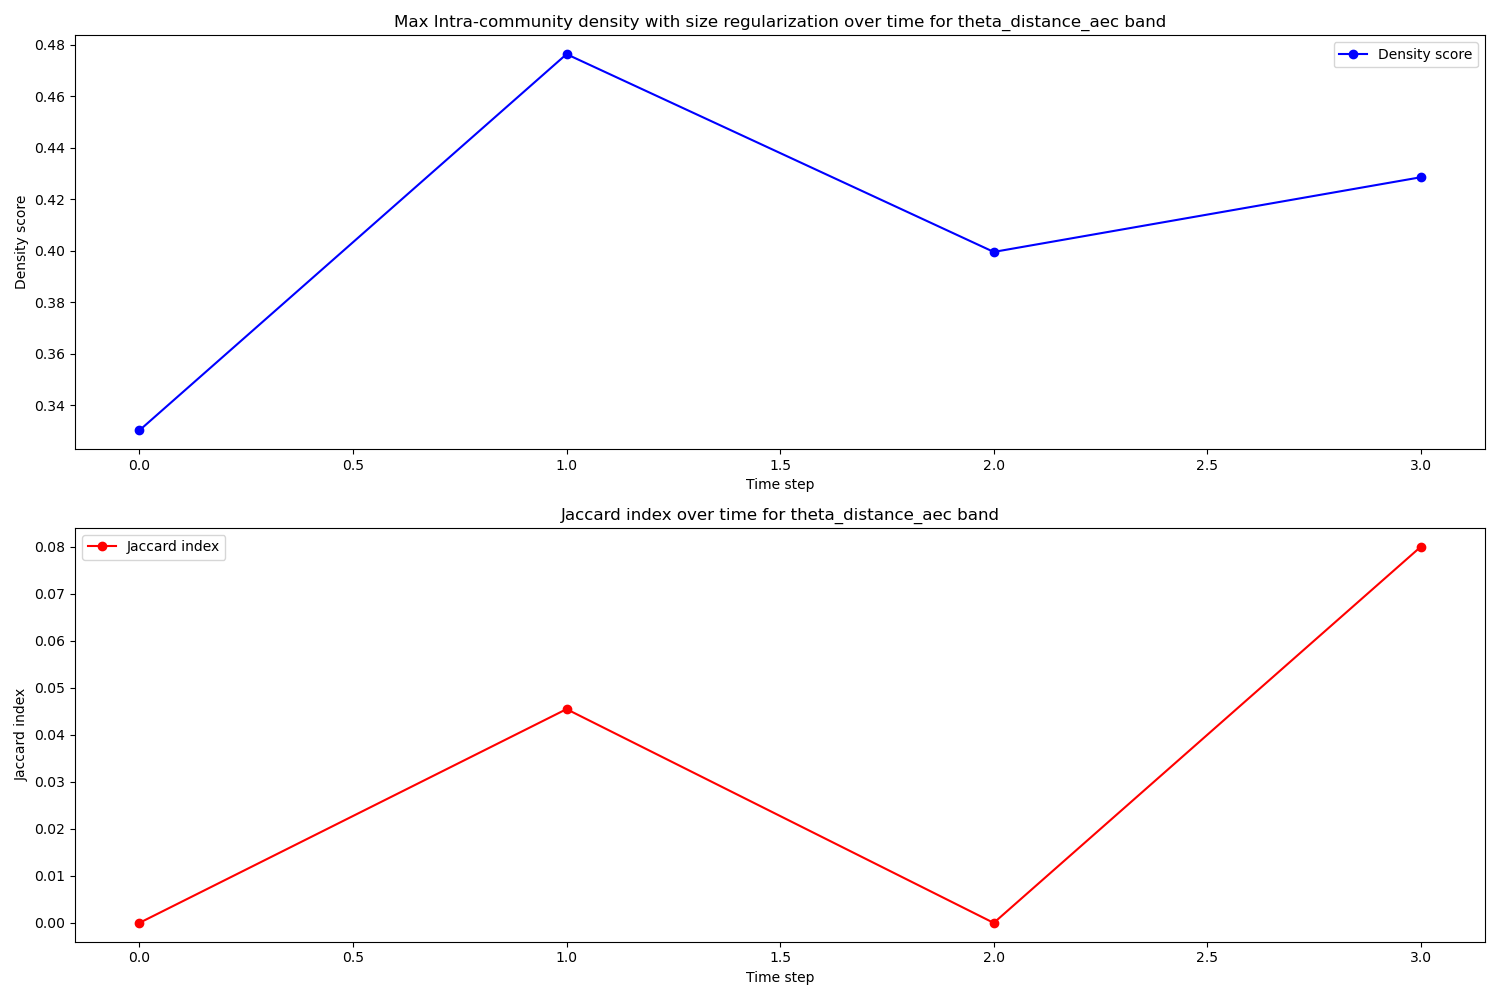 Max Intra-community density with size regularization over time for theta_distance_aec band
Density score
0.48
0.46
0.44
0.42
0.40
0.38
0.36
0.34
Density score
0.0 0.5 1.0 1.5 2.0 2.5 3.0
Time step
Jaccard index over time for theta_distance_aec band
Jaccard index
0.08
0.07
0.06
0.05
0.04
0.03
0.02
0.01
0.00
Jaccard index
0.0 0.5 1.0 1.5 2.0 2.5 3.0
Time step